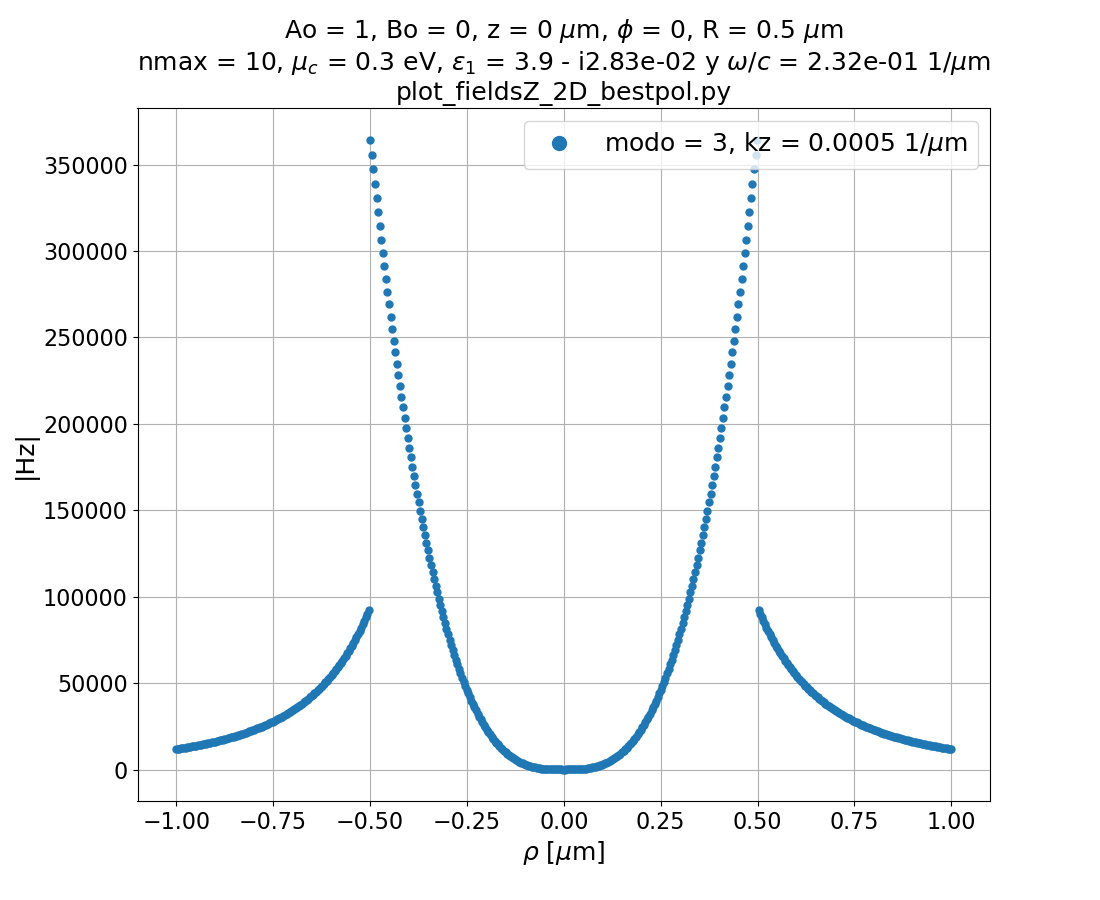 Ao = 1, Bo = 0, z = 0 μm, ϕ = 0, R = 0.5 μm
nmax = 10, μ_c = 0.3 eV, ε_1 = 3.9 - i2.83e-02 y ω/c = 2.32e-01 1/μm
plot_fieldsZ_2D_bestpol.py
modo = 3, kz = 0.0005 1/μm
350000
300000
250000
200000
150000
100000
50000
0
|Hz|
−1.00 −0.75 −0.50 −0.25 0.00 0.25 0.50 0.75 1.00
ρ [μm]